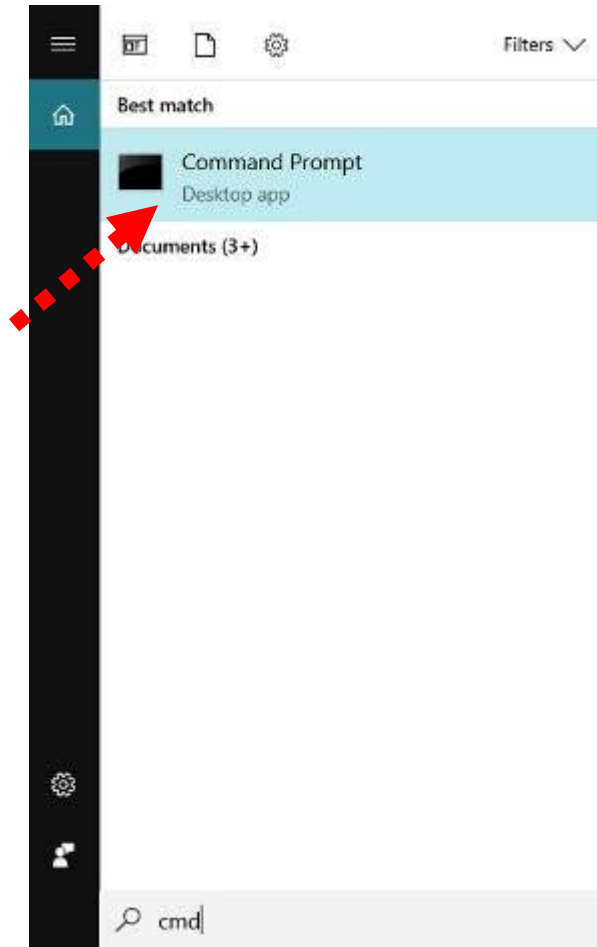 Filters
Best match
Command Prompt
Desktop app
Documents (3+)
cmd